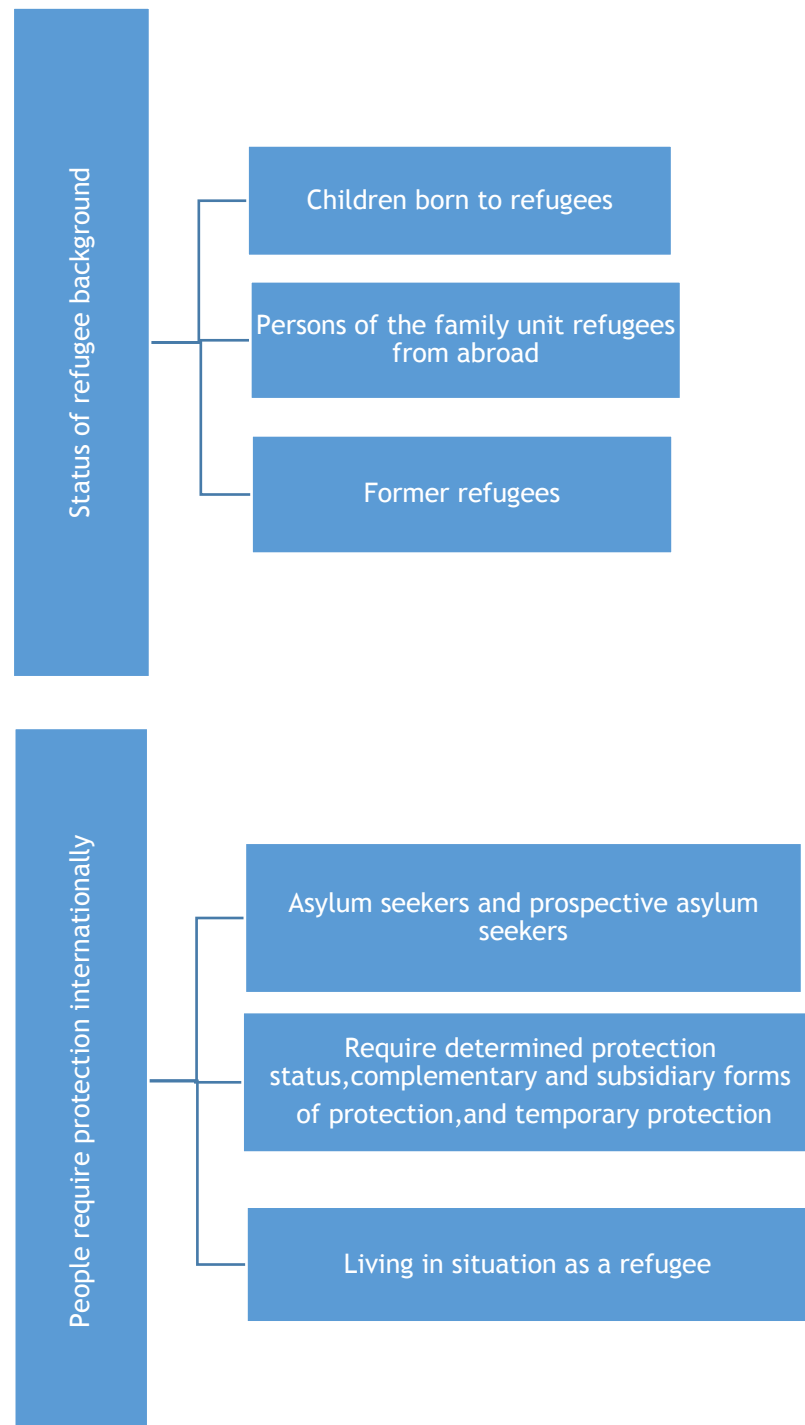 Status of refugee background
Children born to refugees
Persons of the family unit refugees
from abroad
Former refugees
People require protection internationally
Asylum seekers and prospective asylum
seekers
Require determined protection
status,complementary and subsidiary forms
of protection,and temporary protection
Living in situation as a refugee